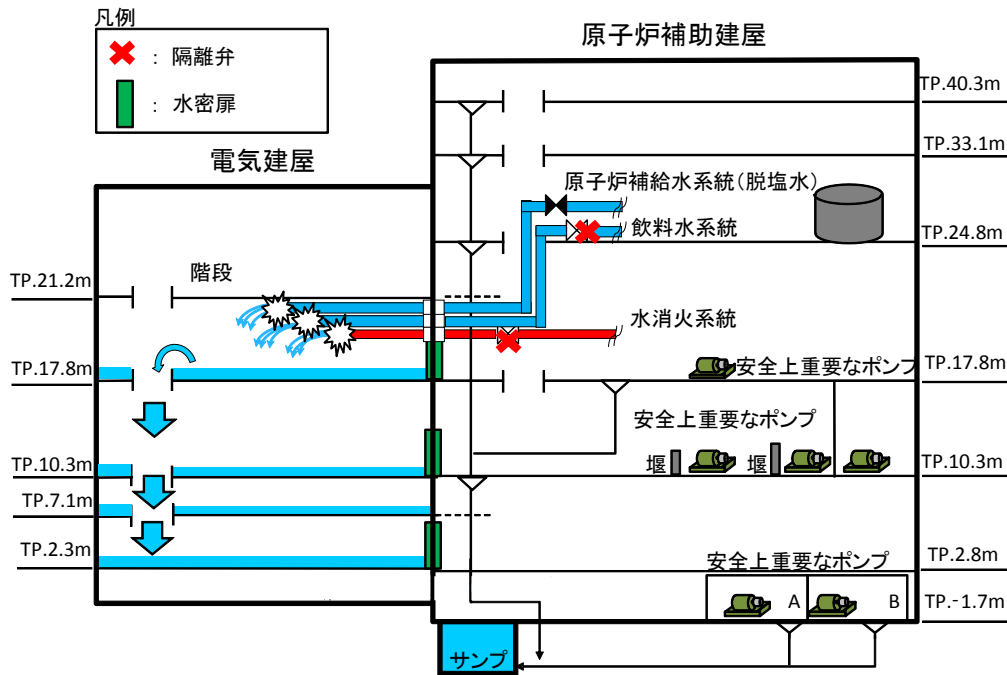 凡例
： 隔離弁
： 水密扉
原子炉補助建屋
電気建屋
TP.40.3m
TP.33.1m
原子炉補給水系統(脱塩水)
飲料水系統
TP.24.8m
TP.21.2m
階段
水消火系統
TP.17.8m
安全上重要なポンプ
TP.17.8m
安全上重要なポンプ
堰
堰
TP.10.3m
TP.10.3m
TP.7.1m
TP.2.3m
安全上重要なポンプ
TP.2.8m
A
B
TP.-1.7m
サンプ